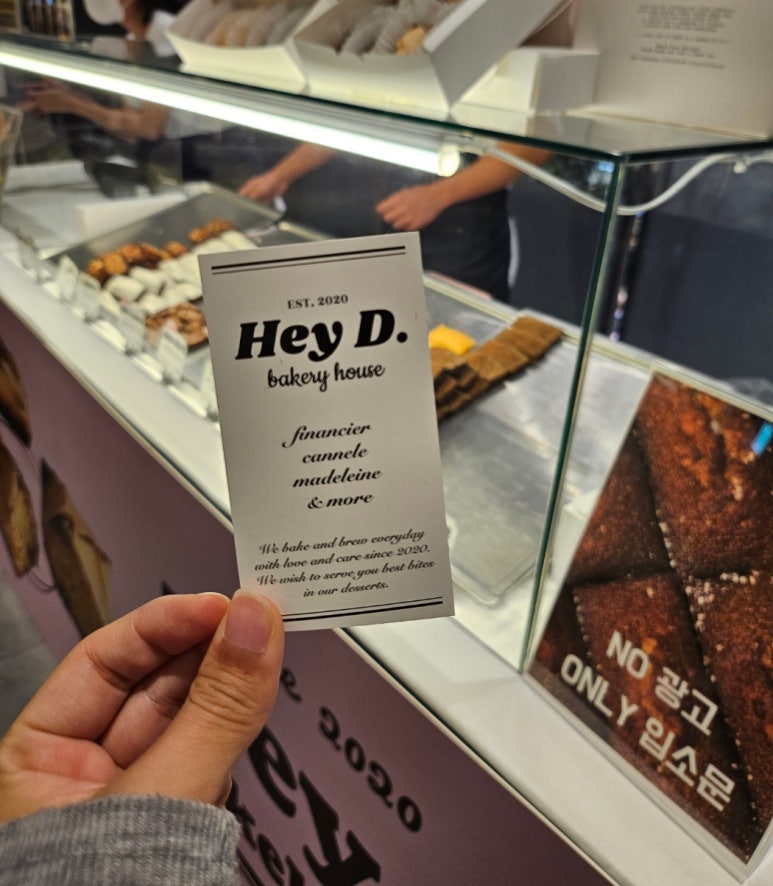 EST. 2020
Hey D.
bakery house
financier
cannele
madeleine
& more
We bake and brew everyday
with love and care since 2020.
We wish to serve you best bites
in our desserts.
NO 광고
ONLY 입소문